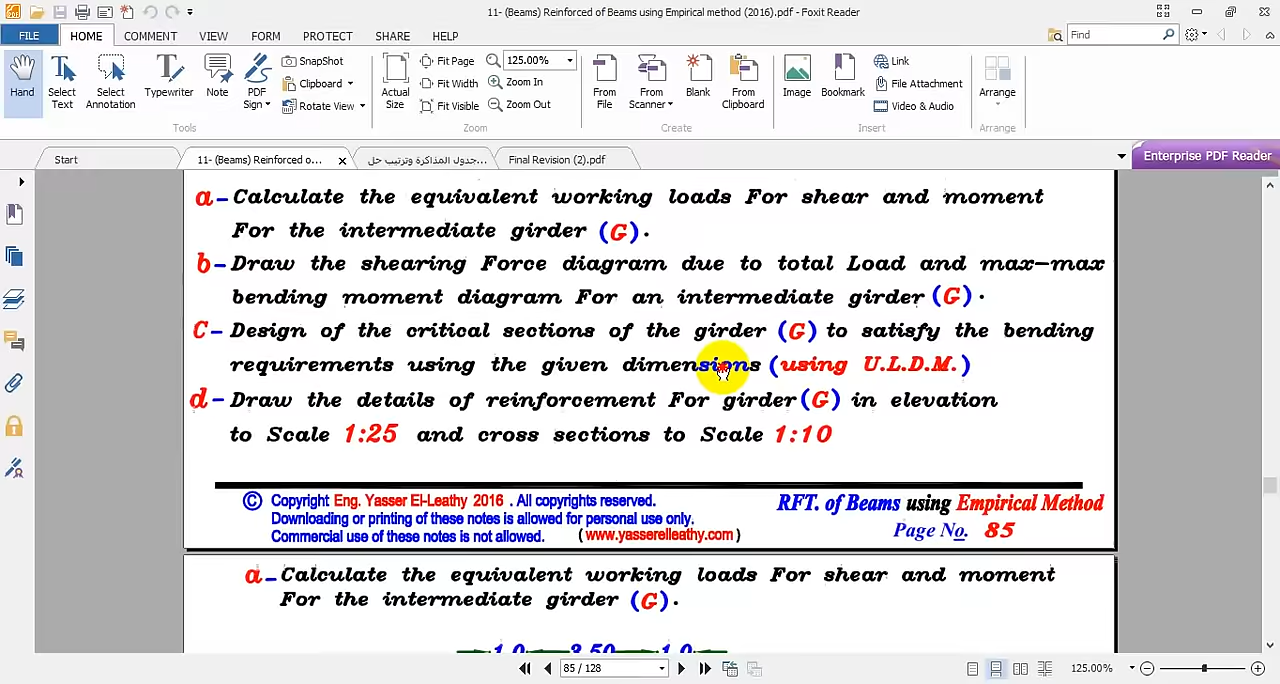 11- (Beams) Reinforced of Beams using Empirical method (2016).pdf - Foxit Reader
FILE HOME COMMENT VIEW FORM PROTECT SHARE HELP Find
Hand Select Text Select Annotation Typewriter Note PDF Sign SnapShot Clipboard Rotate View
Tools
Actual Size Fit Page Fit Width Fit Visible 125.00% Zoom In Zoom Out
Zoom
From File From Scanner Blank From Clipboard
Create
Image Bookmark Link File Attachment Video & Audio
Insert
Arrange
Arrange
Start 11- (Beams) Reinforced o... جدول المذاكرة وترتيب حل... Final Revision (2).pdf Enterprise PDF Reader
a- Calculate the equivalent working loads For shear and moment
For the intermediate girder (G).
b- Draw the shearing Force diagram due to total Load and max-max
bending moment diagram For an intermediate girder (G).
C- Design of the critical sections of the girder (G) to satisfy the bending
requirements using the given dimensions (using U.L.D.M.)
d- Draw the details of reinforcement For girder (G) in elevation
to Scale 1:25 and cross sections to Scale 1:10
© Copyright Eng. Yasser El-Leathy 2016 . All copyrights reserved.
Downloading or printing of these notes is allowed for personal use only.
Commercial use of these notes is not allowed. ( www.yasserelleathy.com )
RFT. of Beams using Empirical Method
Page No. 85
a- Calculate the equivalent working loads For shear and moment
For the intermediate girder (G).
1.0 3.50 1.0
85 / 128 125.00%